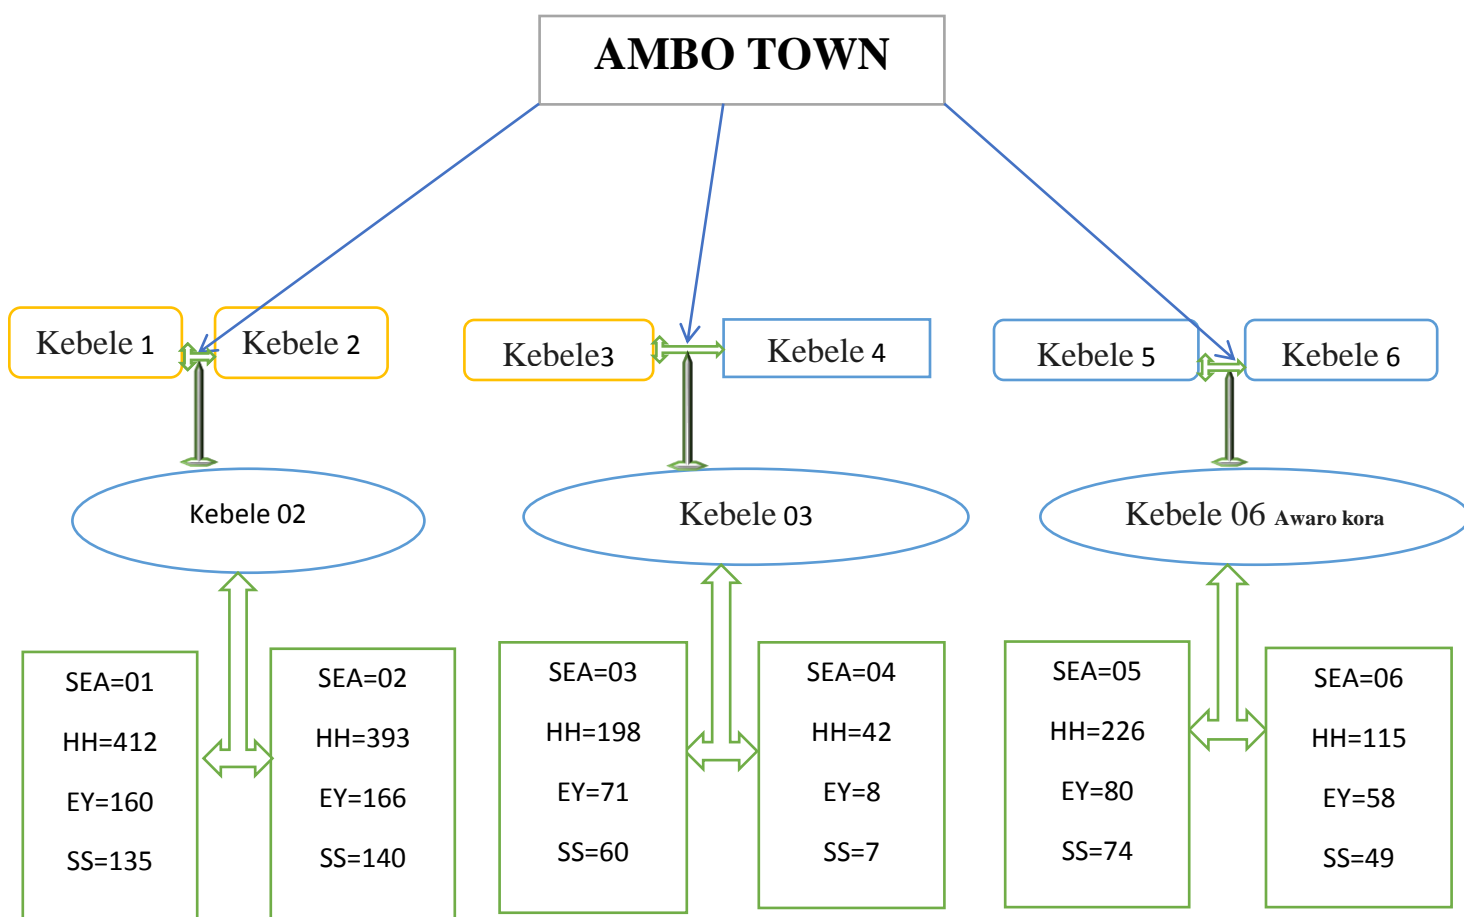 AMBO TOWN
Kebele 1
Kebele 2
Kebele3
Kebele 4
Kebele 5
Kebele 6
Kebele 02
Kebele 03
Kebele 06 Awaro kora
SEA=01
HH=412
EY=160
SS=135
SEA=02
HH=393
EY=166
SS=140
SEA=03
HH=198
EY=71
SS=60
SEA=04
HH=42
EY=8
SS=7
SEA=05
HH=226
EY=80
SS=74
SEA=06
HH=115
EY=58
SS=49